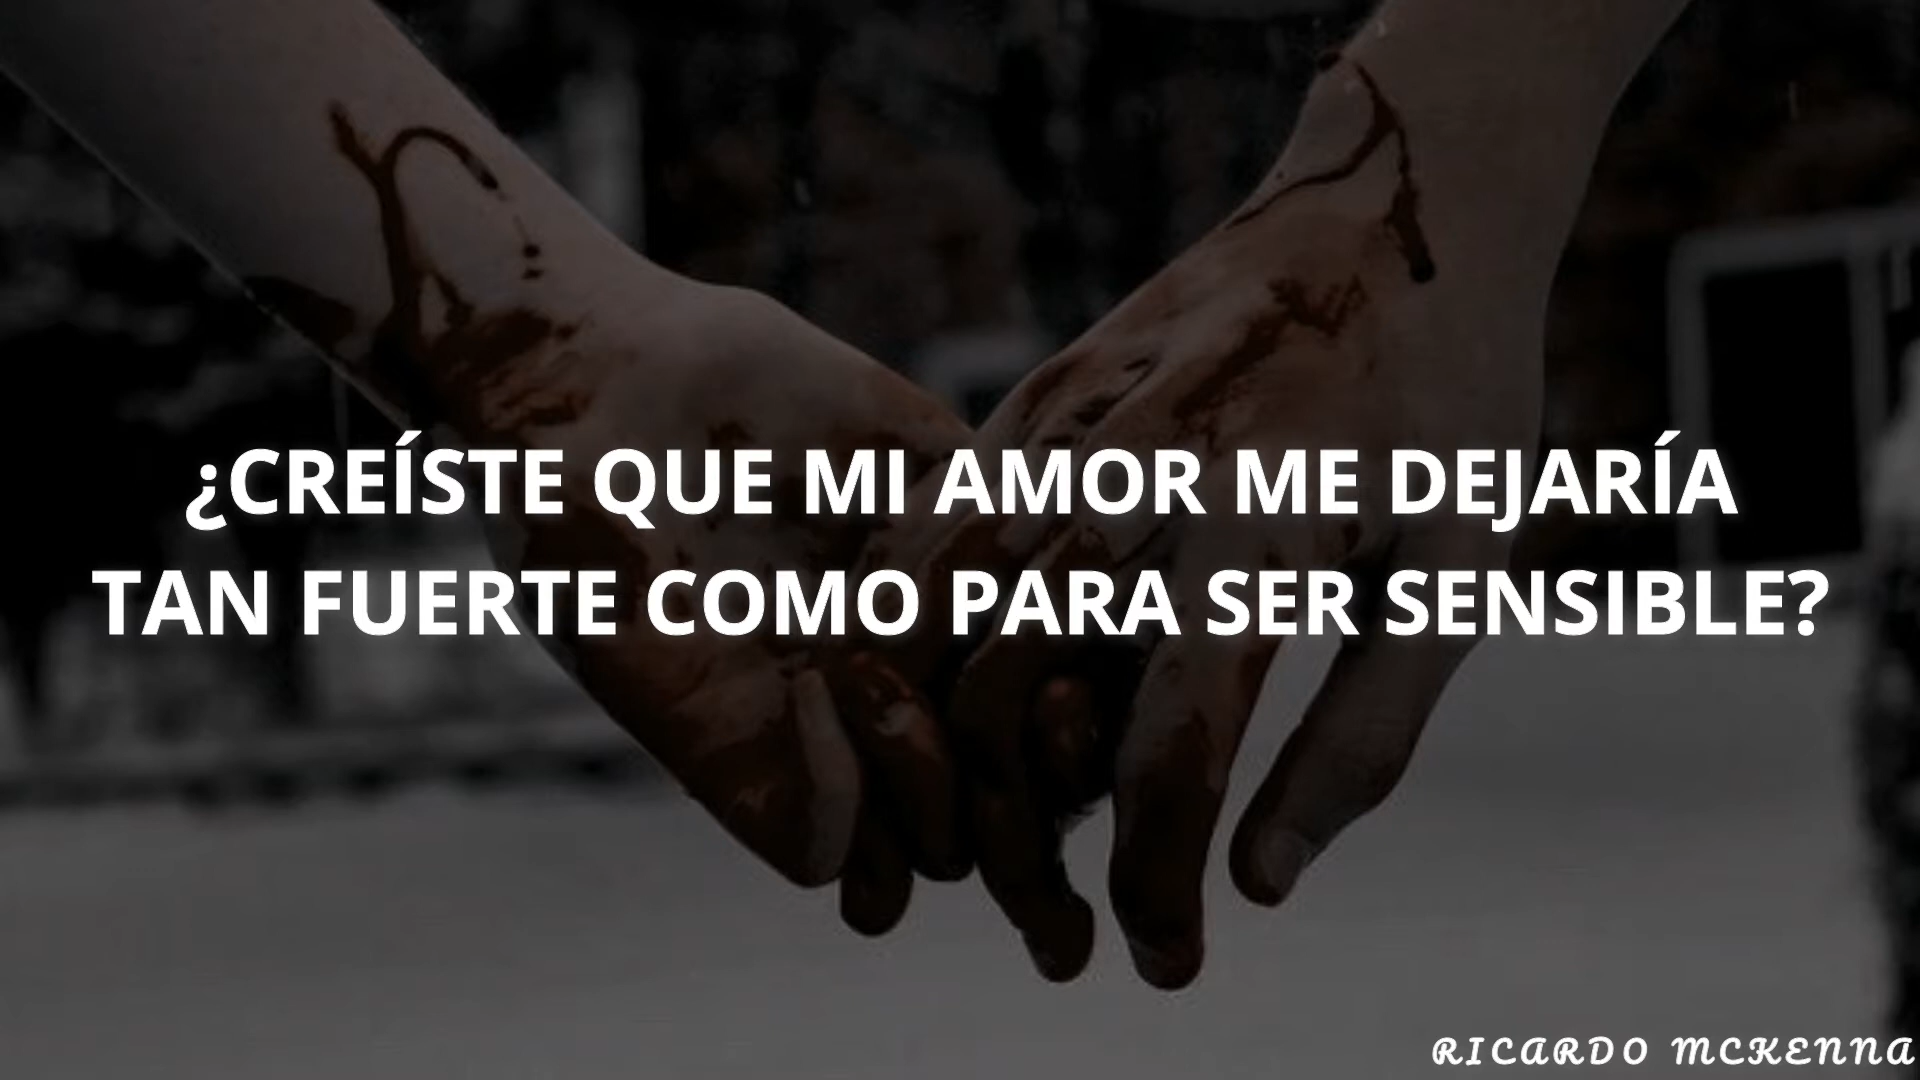 ¿CREÍSTE QUE MI AMOR ME DEJARÍA
TAN FUERTE COMO PARA SER SENSIBLE?
RICARDO MCKENNA